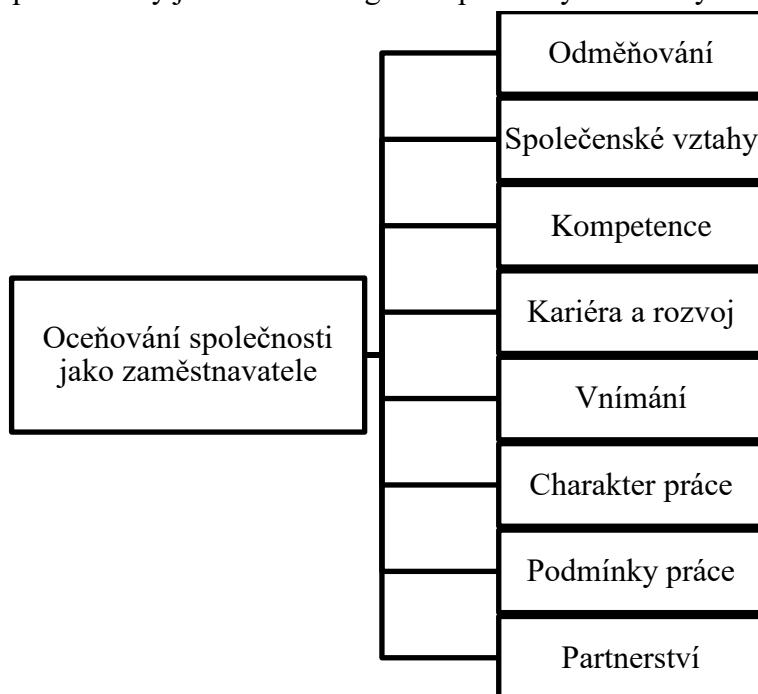 Odměňování
Společenské vztahy
Kompetence
Kariéra a rozvoj
Oceňování společnosti
jako zaměstnavatele
Vnímání
Charakter práce
Podmínky práce
Partnerství